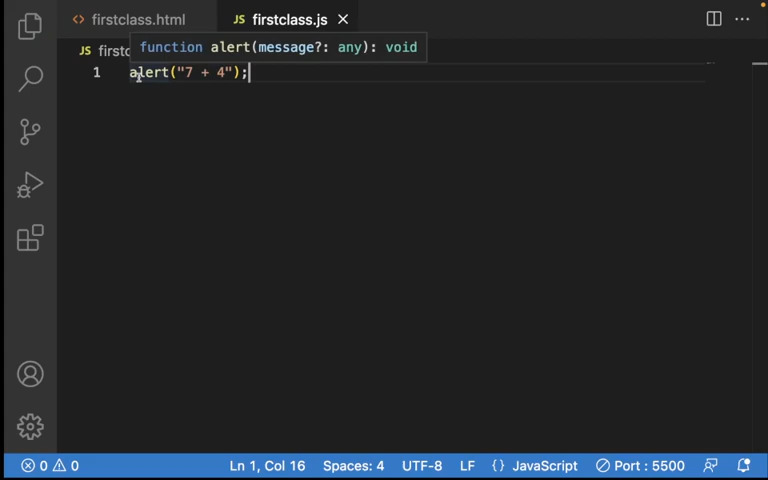 <> firstclass.html JS firstclass.js
JS firstc
function alert(message?: any): void
1 alert("7 + 4");
0 0 Ln 1, Col 16 Spaces: 4 UTF-8 LF {} JavaScript Port : 5500